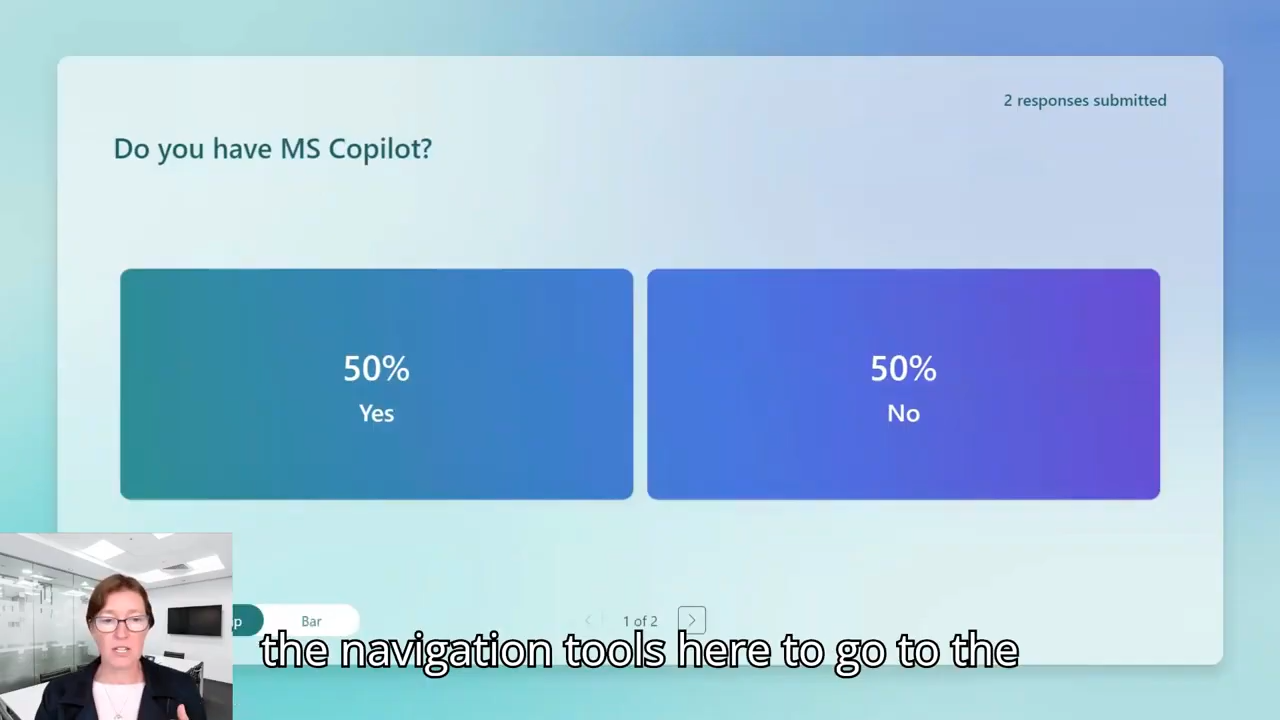 2 responses submitted
Do you have MS Copilot?
50%
Yes
50%
No
Bar
1 of 2
the navigation tools here to go to the